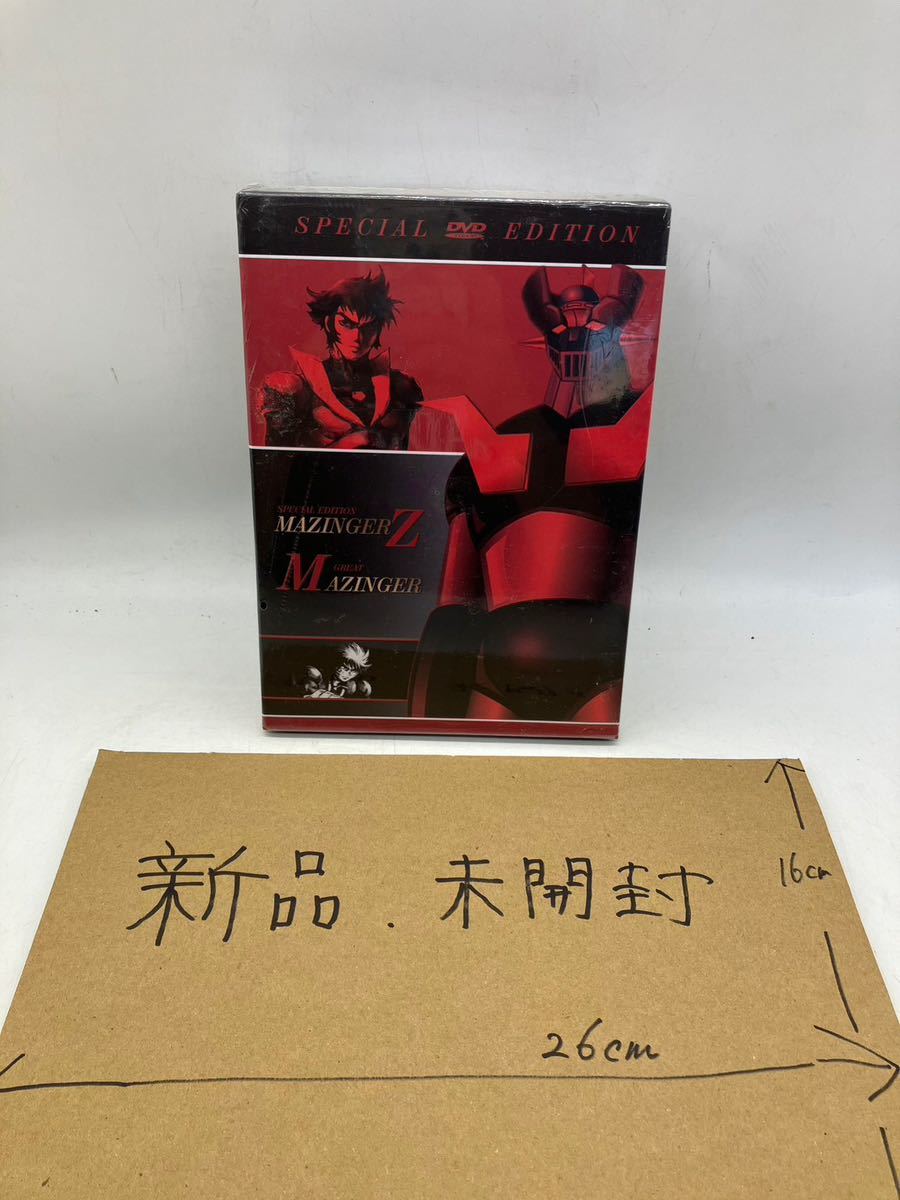 SPECIAL DVD EDITION
SPECIAL EDITION
MAZINGER Z
GREAT
MAZINGER
16cm
新品.未開封
26cm